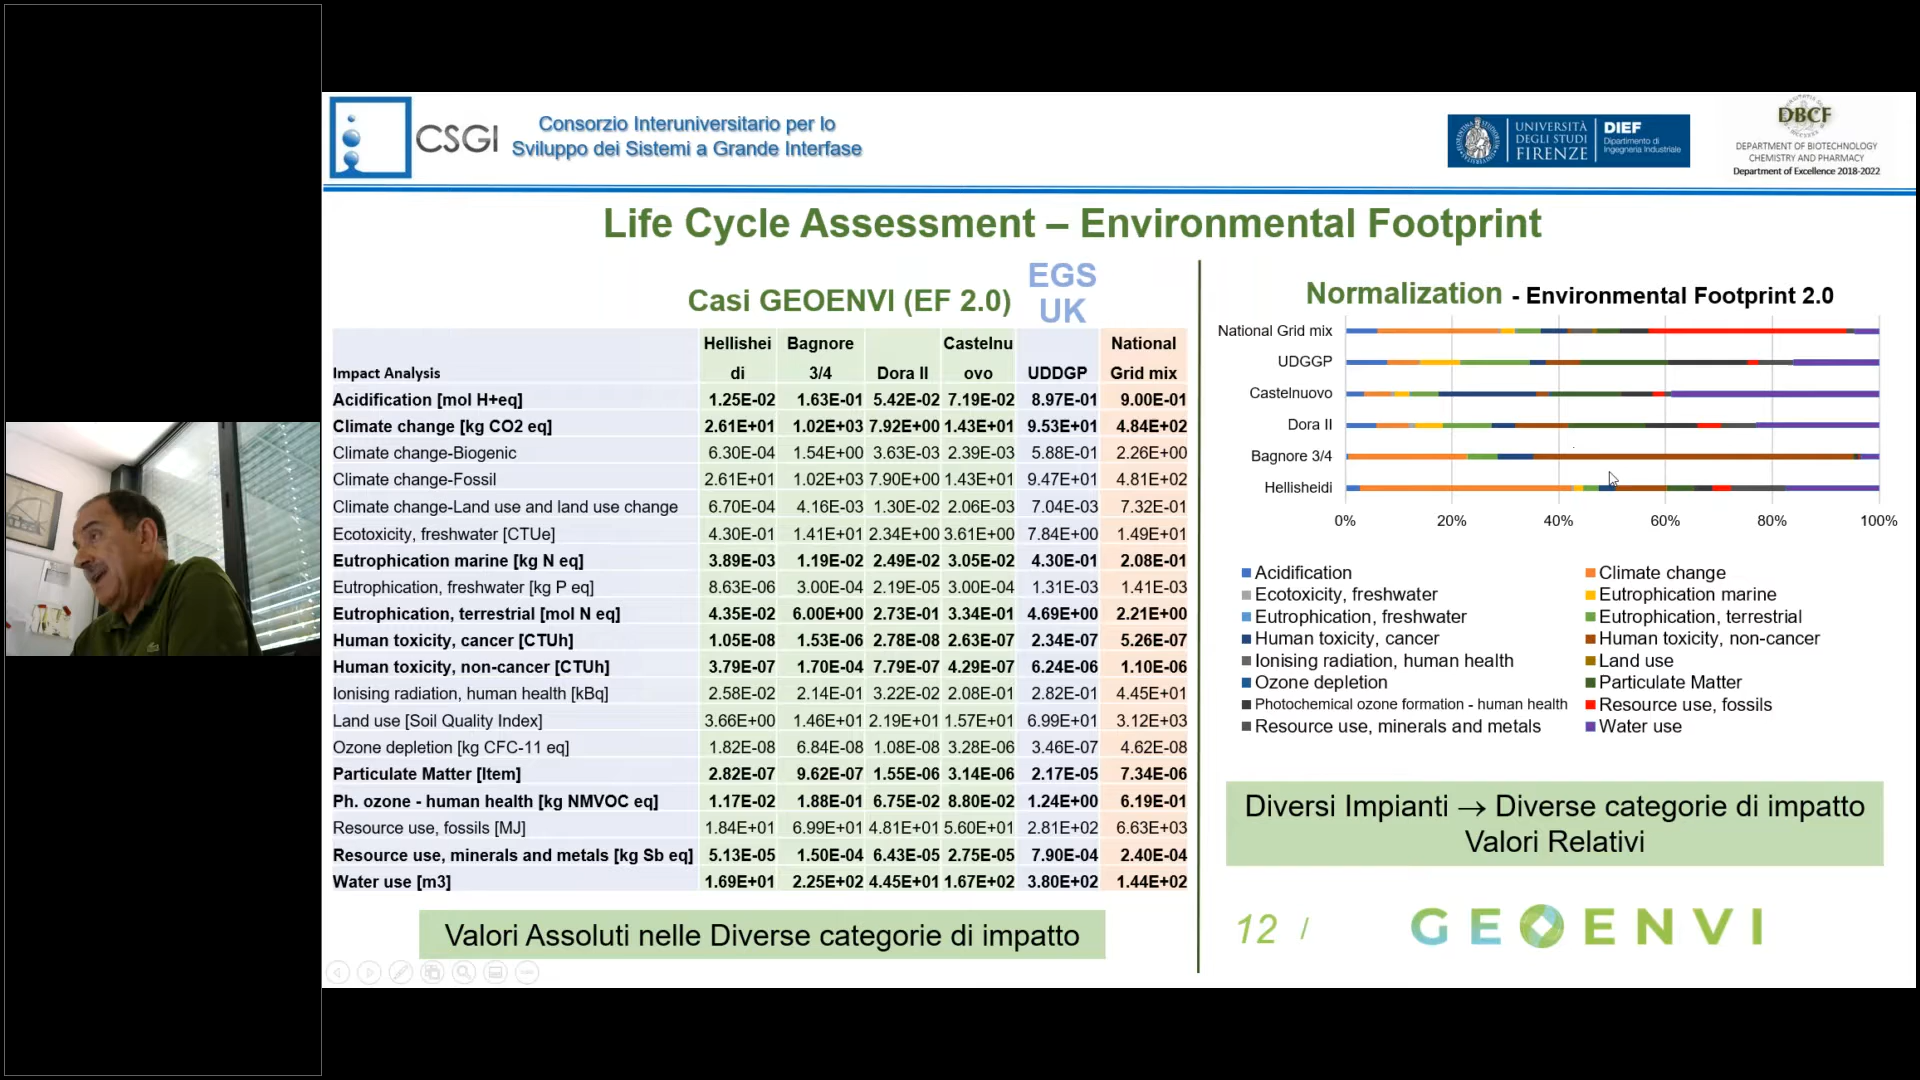 CSGI
Consorzio Interuniversitario per lo
Sviluppo dei Sistemi a Grande Interfase
UNIVERSITÀ
DEGLI STUDI
FIRENZE
DIEF
Dipartimento di
Ingegneria Industriale
DBCF
DEPARTMENT OF BIOTECHNOLOGY
CHEMISTRY AND PHARMACY
Department of Excellence 2018-2022
Life Cycle Assessment – Environmental Footprint
Casi GEOENVI (EF 2.0)
EGS
UK
Impact Analysis Hellishei di Bagnore 3/4 Dora II Castelnu ovo UDDGP National Grid mix
Acidification [mol H+eq] 1.25E-02 1.63E-01 5.42E-02 7.19E-02 8.97E-01 9.00E-01
Climate change [kg CO2 eq] 2.61E+01 1.02E+03 7.92E+00 1.43E+01 9.53E+01 4.84E+02
Climate change-Biogenic 6.30E-04 1.54E+00 3.63E-03 2.39E-03 5.88E-01 2.26E+00
Climate change-Fossil 2.61E+01 1.02E+03 7.90E+00 1.43E+01 9.47E+01 4.81E+02
Climate change-Land use and land use change 6.70E-04 4.16E-03 1.30E-02 2.06E-03 7.04E-03 7.32E-01
Ecotoxicity, freshwater [CTUe] 4.30E-01 1.41E+01 2.34E+00 3.61E+00 7.84E+00 1.49E+01
Eutrophication marine [kg N eq] 3.89E-03 1.19E-02 2.49E-02 3.05E-02 4.30E-01 2.08E-01
Eutrophication, freshwater [kg P eq] 8.63E-06 3.00E-04 2.19E-05 3.00E-04 1.31E-03 1.41E-03
Eutrophication, terrestrial [mol N eq] 4.35E-02 6.00E+00 2.73E-01 3.34E-01 4.69E+00 2.21E+00
Human toxicity, cancer [CTUh] 1.05E-08 1.53E-06 2.78E-08 2.63E-07 2.34E-07 5.26E-07
Human toxicity, non-cancer [CTUh] 3.79E-07 1.70E-04 7.79E-07 4.29E-07 6.24E-06 1.10E-06
Ionising radiation, human health [kBq] 2.58E-02 2.14E-01 3.22E-02 2.08E-01 2.82E-01 4.45E+01
Land use [Soil Quality Index] 3.66E+00 1.46E+01 2.19E+01 1.57E+01 6.99E+01 3.12E+03
Ozone depletion [kg CFC-11 eq] 1.82E-08 6.84E-08 1.08E-08 3.28E-06 3.46E-07 4.62E-08
Particulate Matter [Item] 2.82E-07 9.62E-07 1.55E-06 3.14E-06 2.17E-05 7.34E-06
Ph. ozone - human health [kg NMVOC eq] 1.17E-02 1.88E-01 6.75E-02 8.80E-02 1.24E+00 6.19E-01
Resource use, fossils [MJ] 1.84E+01 6.99E+01 4.81E+01 5.60E+01 2.81E+02 6.63E+03
Resource use, minerals and metals [kg Sb eq] 5.13E-05 1.50E-04 6.43E-05 2.75E-05 7.90E-04 2.40E-04
Water use [m3] 1.69E+01 2.25E+02 4.45E+01 1.67E+02 3.80E+02 1.44E+02
Valori Assoluti nelle Diverse categorie di impatto
Normalization - Environmental Footprint 2.0
National Grid mix
UDGGP
Castelnuovo
Dora II
Bagnore 3/4
Hellisheidi
0% 20% 40% 60% 80% 100%
Acidification Climate change
Ecotoxicity, freshwater Eutrophication marine
Eutrophication, freshwater Eutrophication, terrestrial
Human toxicity, cancer Human toxicity, non-cancer
Ionising radiation, human health Land use
Ozone depletion Particulate Matter
Photochemical ozone formation - human health Resource use, fossils
Resource use, minerals and metals Water use
Diversi Impianti → Diverse categorie di impatto
Valori Relativi
12 /
GEOENVI